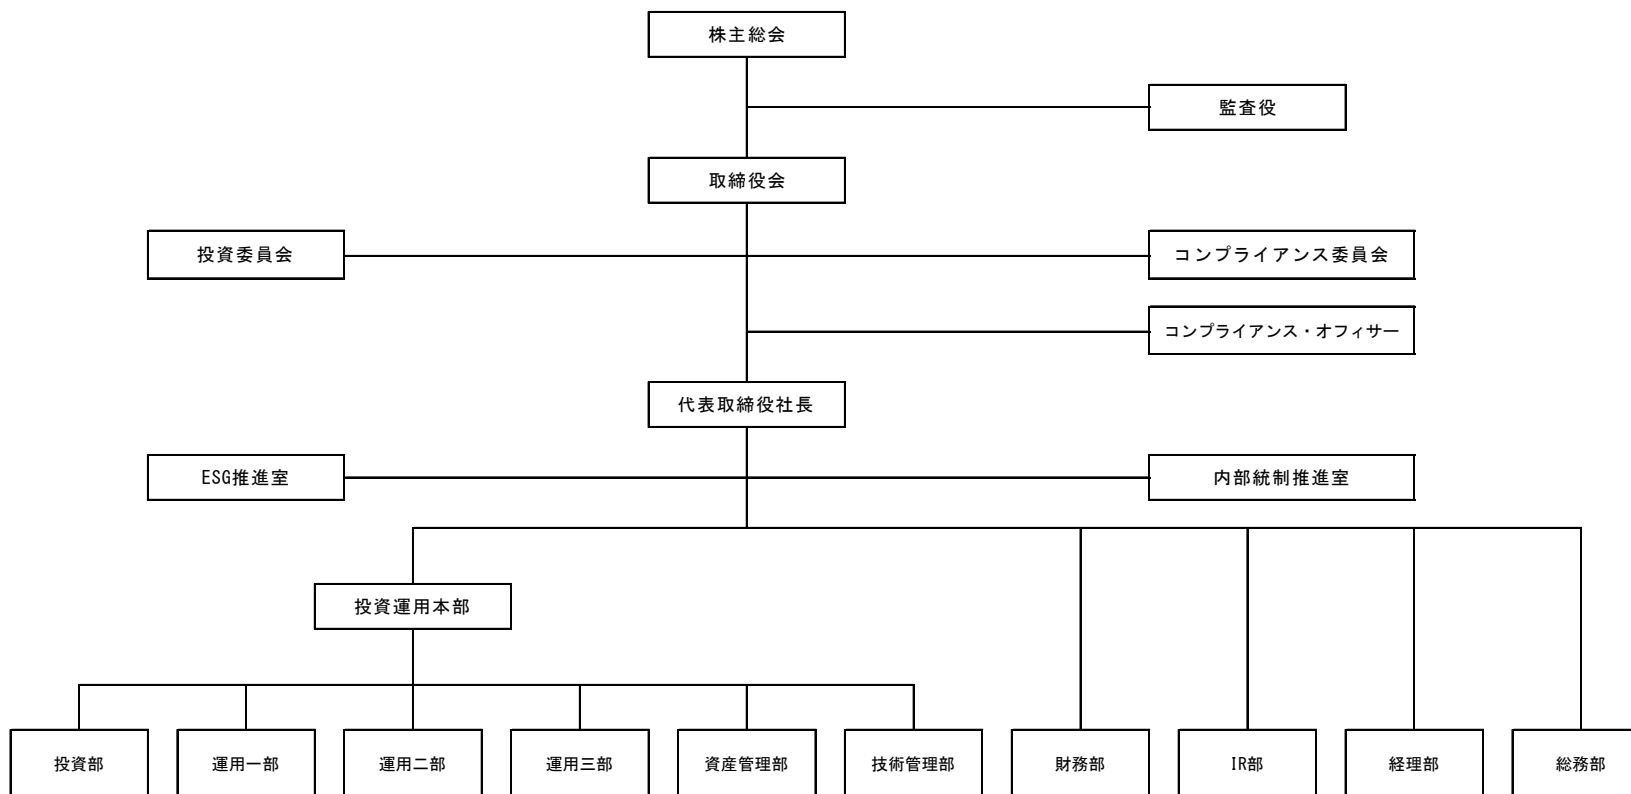 株主総会
監査役
取締役会
投資委員会
コンプライアンス委員会
コンプライアンス・オフィサー
代表取締役社長
ESG推進室
内部統制推進室
投資運用本部
投資部
運用一部
運用二部
運用三部
資産管理部
技術管理部
財務部
IR部
経理部
総務部